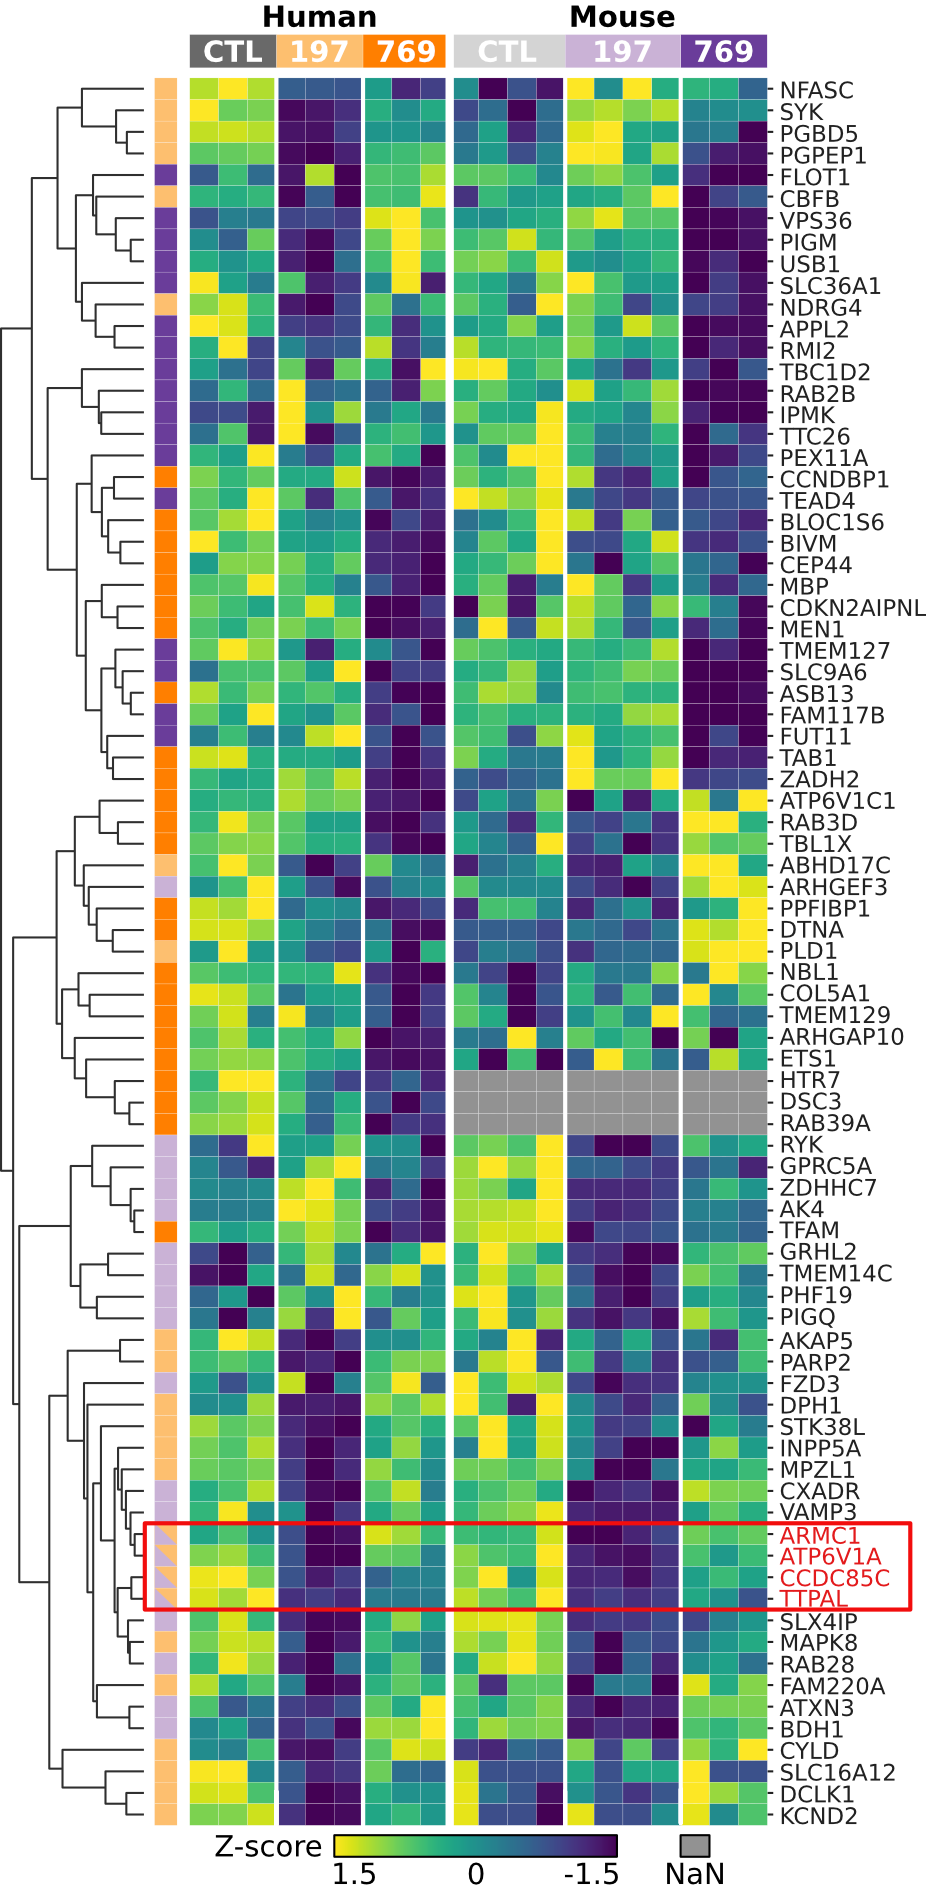 Human Mouse
CTL 197 769 CTL 197 769
NFASC
SYK
PGBD5
PGPEP1
FLOT1
CBFB
VPS36
PIGM
USB1
SLC36A1
NDRG4
APPL2
RMI2
TBC1D2
RAB2B
IPMK
TTC26
PEX11A
CCNDBP1
TEAD4
BLOC1S6
BIVM
CEP44
MBP
CDKN2AIPNL
MEN1
TMEM127
SLC9A6
ASB13
FAM117B
FUT11
TAB1
ZADH2
ATP6V1C1
RAB3D
TBL1X
ABHD17C
ARHGEF3
PPFIBP1
DTNA
PLD1
NBL1
COL5A1
TMEM129
ARHGAP10
ETS1
HTR7
DSC3
RAB39A
RYK
GPRC5A
ZDHHC7
AK4
TFAM
GRHL2
TMEM14C
PHF19
PIGQ
AKAP5
PARP2
FZD3
DPH1
STK38L
INPP5A
MPZL1
CXADR
VAMP3
ARMC1
ATP6V1A
CCDC85C
TTPAL
SLX4IP
MAPK8
RAB28
FAM220A
ATXN3
BDH1
CYLD
SLC16A12
DCLK1
KCND2
Z-score
1.5 0 -1.5 NaN